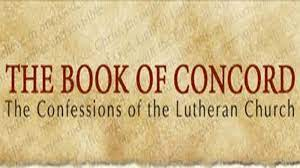 THE BOOK OF CONCORD
The Confessions of the Lutheran Church